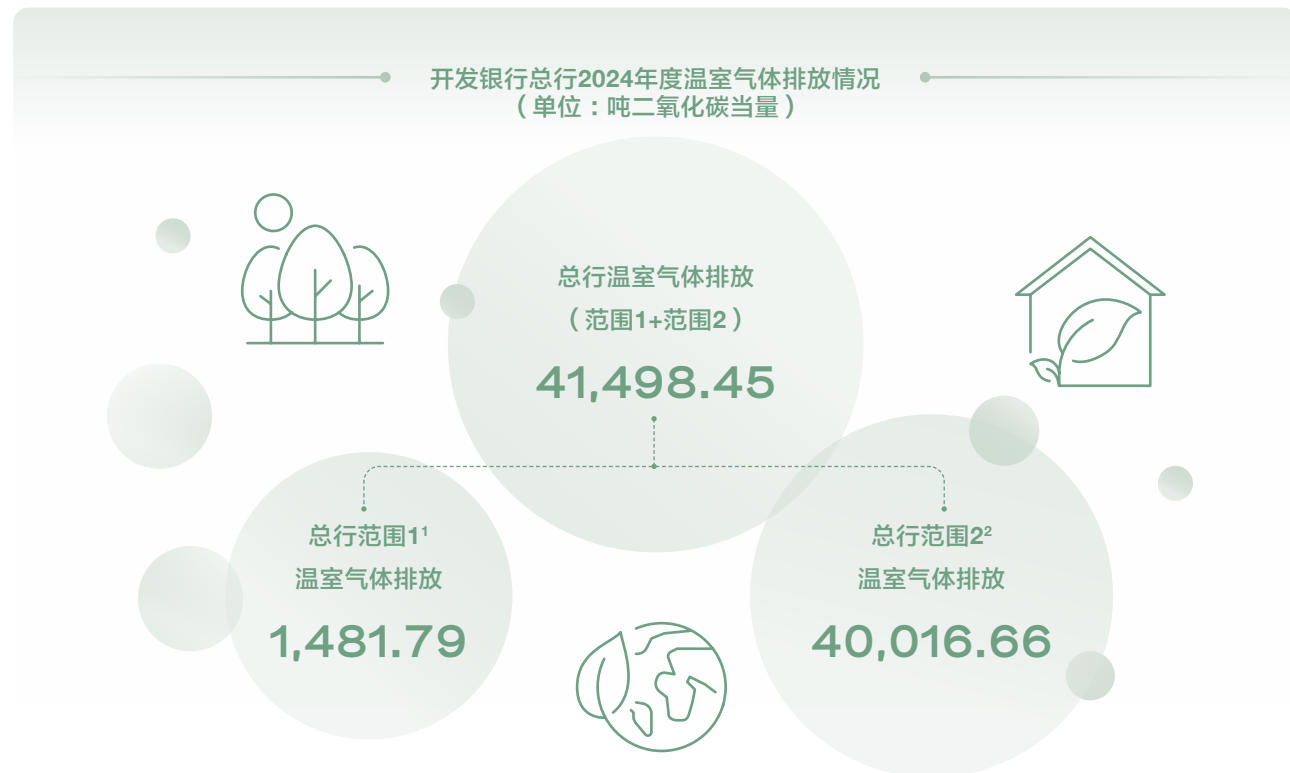 开发银行总行2024年度温室气体排放情况
（单位：吨二氧化碳当量）
总行温室气体排放
（范围1+范围2）
41,498.45
总行范围1¹
温室气体排放
1,481.79
总行范围2²
温室气体排放
40,016.66